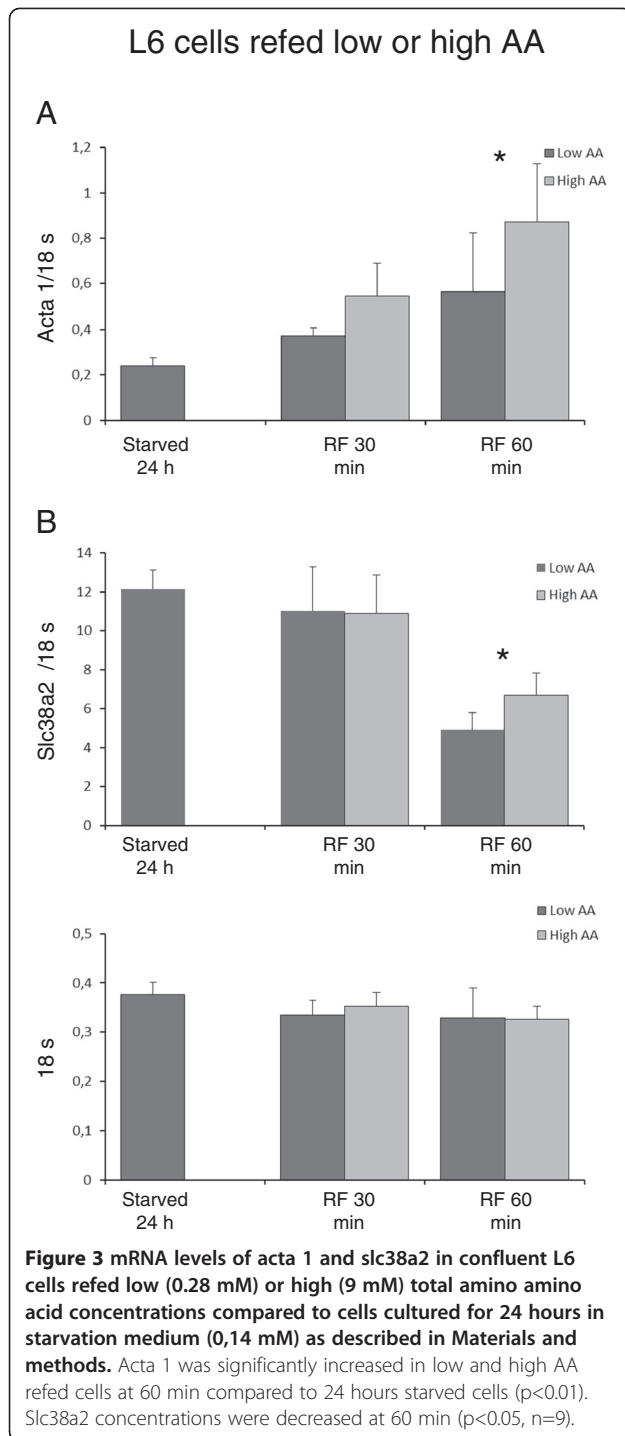 L6 cells refed low or high AA
A
Acta 1/18 s
1,2
1
0,8
0,6
0,4
0,2
0
*
Low AA
High AA
Starved
24 h
RF 30
min
RF 60
min
B
Slc38a2 /18 s
14
12
10
8
6
4
2
0
*
Low AA
High AA
Starved
24 h
RF 30
min
RF 60
min
18 s
0,5
0,4
0,3
0,2
0,1
0
Low AA
High AA
Starved
24 h
RF 30
min
RF 60
min
Figure 3 mRNA levels of acta 1 and slc38a2 in confluent L6
cells refed low (0.28 mM) or high (9 mM) total amino amino
acid concentrations compared to cells cultured for 24 hours in
starvation medium (0,14 mM) as described in Materials and
methods. Acta 1 was significantly increased in low and high AA
refed cells at 60 min compared to 24 hours starved cells (p<0.01).
Slc38a2 concentrations were decreased at 60 min (p<0.05, n=9).